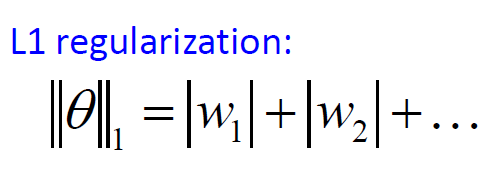 L1 regularization:
‖θ‖₁ = |w₁| + |w₂| + …